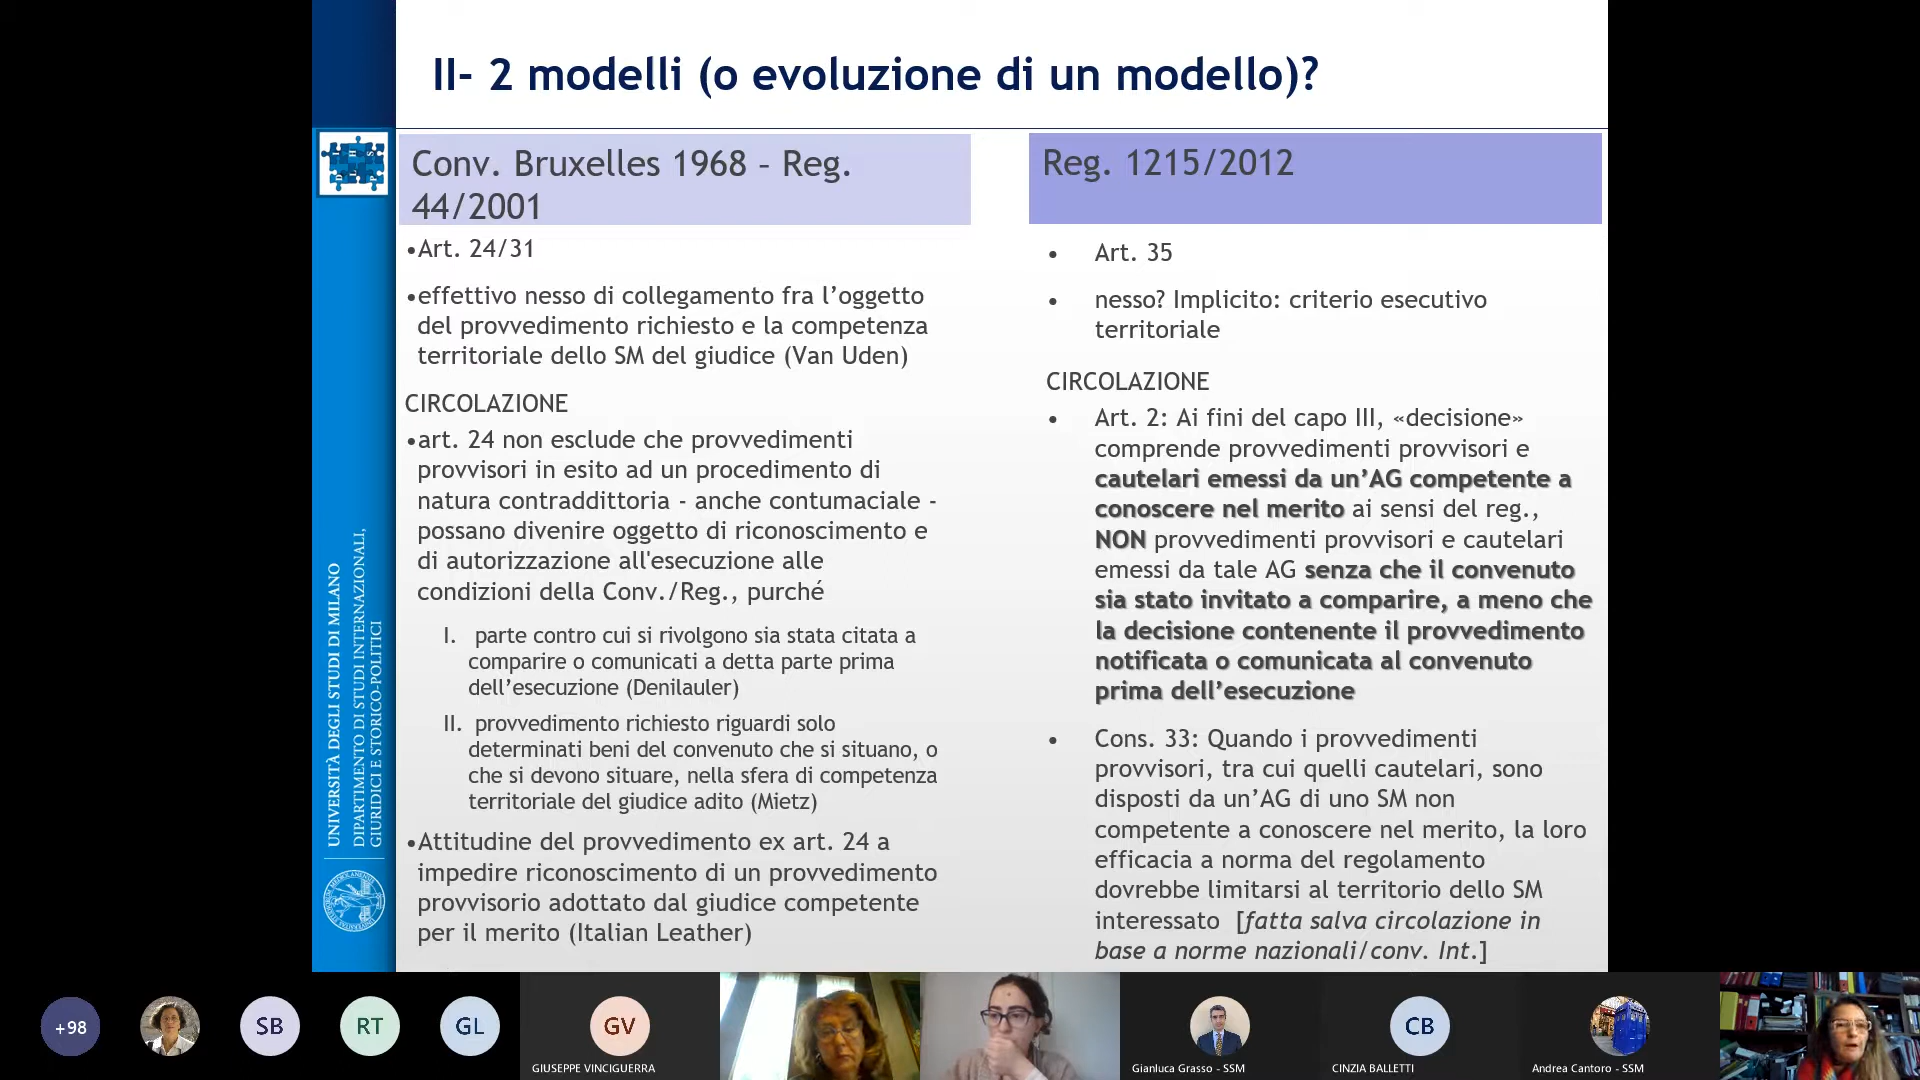 II- 2 modelli (o evoluzione di un modello)?
Conv. Bruxelles 1968 – Reg.
44/2001
•Art. 24/31
•effettivo nesso di collegamento fra l’oggetto
del provvedimento richiesto e la competenza
territoriale dello SM del giudice (Van Uden)
CIRCOLAZIONE
•art. 24 non esclude che provvedimenti
provvisori in esito ad un procedimento di
natura contraddittoria - anche contumaciale -
possano divenire oggetto di riconoscimento e
di autorizzazione all'esecuzione alle
condizioni della Conv./Reg., purché
I. parte contro cui si rivolgono sia stata citata a
comparire o comunicati a detta parte prima
dell’esecuzione (Denilauler)
II. provvedimento richiesto riguardi solo
determinati beni del convenuto che si situano, o
che si devono situare, nella sfera di competenza
territoriale del giudice adito (Mietz)
•Attitudine del provvedimento ex art. 24 a
impedire riconoscimento di un provvedimento
provvisorio adottato dal giudice competente
per il merito (Italian Leather)
Reg. 1215/2012
• Art. 35
• nesso? Implicito: criterio esecutivo
territoriale
CIRCOLAZIONE
• Art. 2: Ai fini del capo III, «decisione»
comprende provvedimenti provvisori e
cautelari emessi da un’AG competente a
conoscere nel merito ai sensi del reg.,
NON provvedimenti provvisori e cautelari
emessi da tale AG senza che il convenuto
sia stato invitato a comparire, a meno che
la decisione contenente il provvedimento
notificata o comunicata al convenuto
prima dell’esecuzione
• Cons. 33: Quando i provvedimenti
provvisori, tra cui quelli cautelari, sono
disposti da un’AG di uno SM non
competente a conoscere nel merito, la loro
efficacia a norma del regolamento
dovrebbe limitarsi al territorio dello SM
interessato [fatta salva circolazione in
base a norme nazionali/conv. Int.]
UNIVERSITÀ DEGLI STUDI DI MILANO
DIPARTIMENTO DI STUDI INTERNAZIONALI,
GIURIDICI E STORICO-POLITICI
+98
SB
RT
GL
GV
GIUSEPPE VINCIGUERRA
Gianluca Grasso - SSM
CB
CINZIA BALLETTI
Andrea Cantoro - SSM